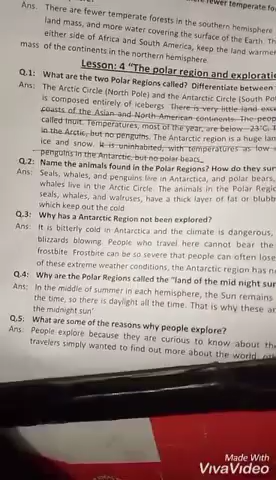 fewer temperate fo
Ans: There are fewer temperate forests in the southern hemisphere
land mass, and more water covering the surface of the Earth. Th
either side of Africa and South America, keep the land warme
mass of the continents in the northern hemisphere
Lesson: 4 "The polar region and exploratio
Q.1: What are the two Polar Regions called? Differentiate between
Ans: The Arctic Circle (North Pole) and the Antarctic Circle (South Po
is composed entirely of icebergs There is very little land exc
coasts of the Asian and North American continents. The peop
called Inuit. Temperatures, most of the year, are below -23°C. T
in the Arctic, but no penguins. The Antarctic region is a huge lan
ice and snow. It is uninhabited, with temperatures as low
penguins in the Antarctic, but no polar bears.
Q.2: Name the animals found in the Polar Regions? How do they sur
Ans: Seals, whales, and penguins live in Antarctica, and polar bears,
whales live in the Arctic Circle. The animals in the Polar Regio
seals, whales, and walruses, have a thick layer of fat or blubb
which keep out the cold
Q.3: Why has a Antarctic Region not been explored?
Ans: It is bitterly cold in Antarctica and the climate is dangerous,
blizzards blowing. People who travel here cannot bear the
frostbite. Frostbite can be so severe that people can often lose
of these extreme weather conditions, the Antarctic region has n
Q.4: Why are the Polar Regions called the "land of the mid night sun
Ans: In the middle of summer in each hemisphere, the Sun remains
the time, so there is daylight all the time. That is why these ar
the midnight sun'
Q.5: What are some of the reasons why people explore?
Ans: People explore because they are curious to know about th
travelers simply wanted to find out more about the world
Made With
VivaVideo